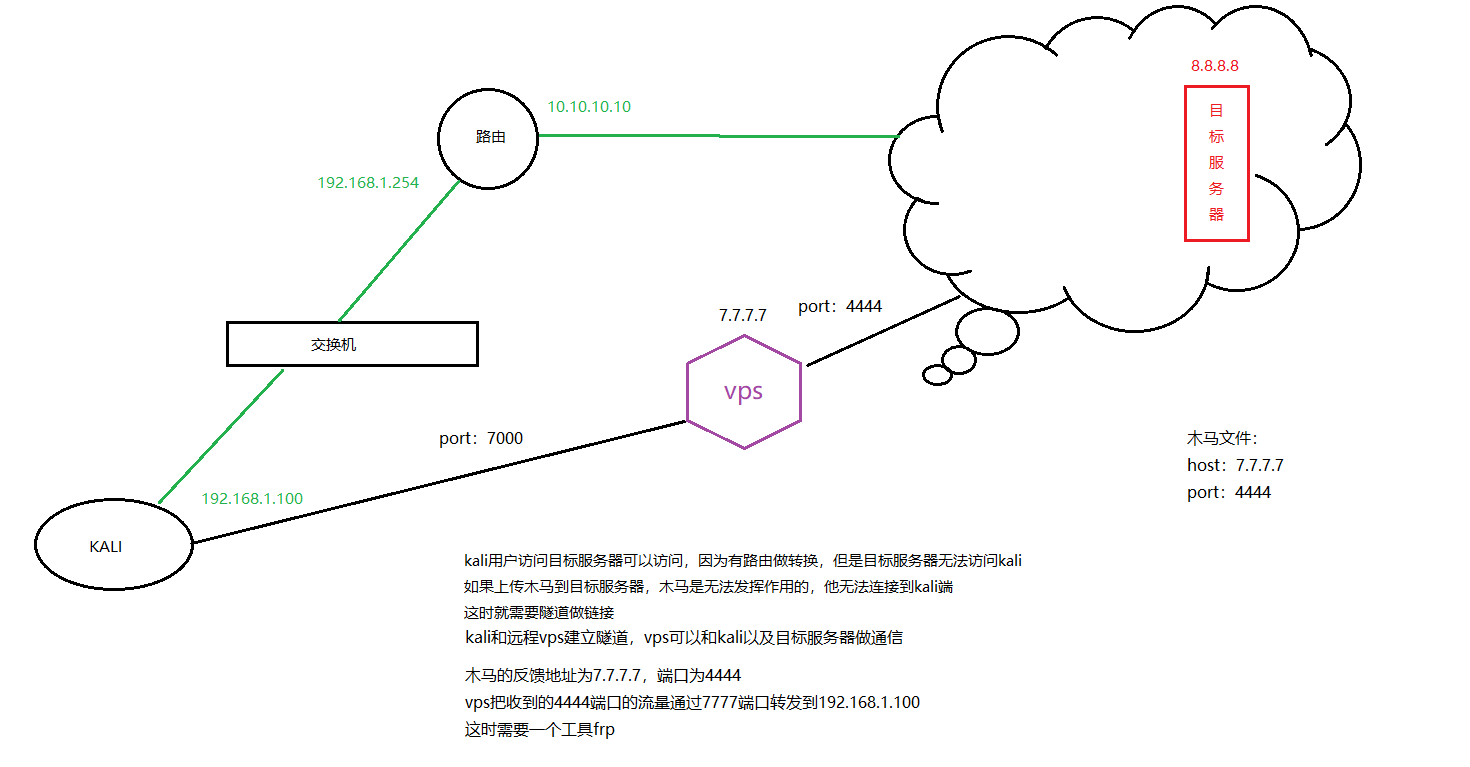 8.8.8.8
目
标
服
务
器
10.10.10.10
路由
192.168.1.254
7.7.7.7
port：4444
交换机
vps
port：7000
木马文件：
host：7.7.7.7
port：4444
192.168.1.100
KALI
kali用户访问目标服务器可以访问，因为有路由做转换，但是目标服务器无法访问kali
如果上传木马到目标服务器，木马是无法发挥作用的，他无法连接到kali端
这时就需要隧道做链接
kali和远程vps建立隧道，vps可以和kali以及目标服务器做通信
木马的反馈地址为7.7.7.7，端口为4444
vps把收到的4444端口的流量通过7777端口转发到192.168.1.100
这时需要一个工具frp